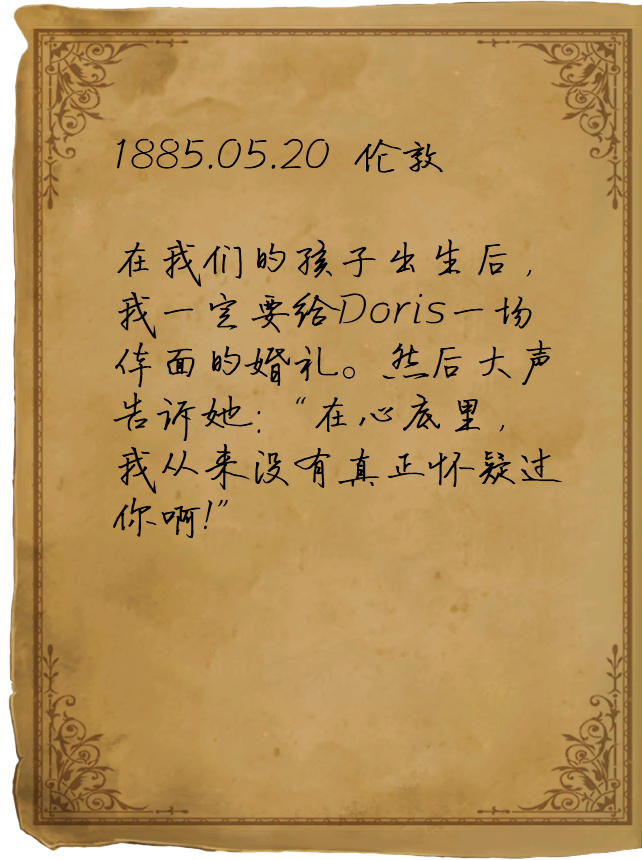 1885.05.20 伦敦
在我们的孩子出生后，
我一定要给Doris一场
体面的婚礼。然后大声
告诉她：“在心底里，
我从来没有真正怀疑过
你啊！”